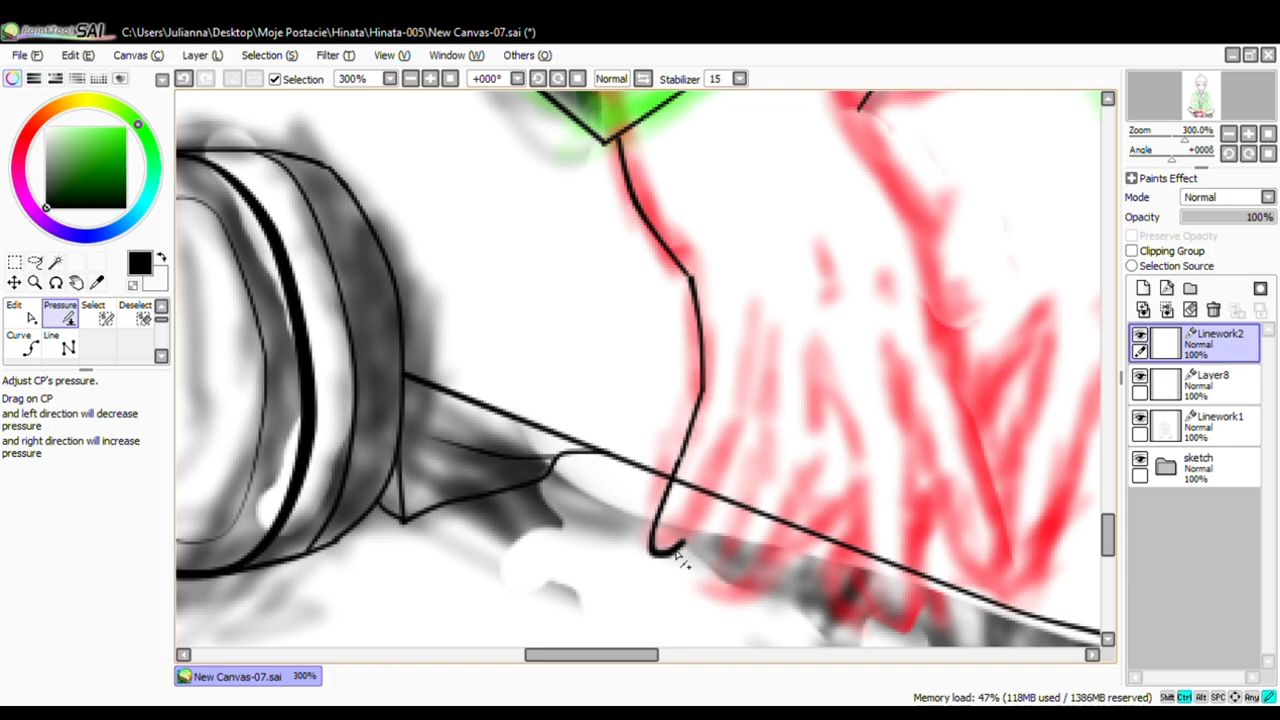 PaintTool SAI C:\Users\Julianna\Desktop\Moje Postacie\Hinata\Hinata-005\New Canvas-07.sai (*)
File (F) Edit (E) Canvas (C) Layer (L) Selection (S) Filter (T) View (V) Window (W) Others (O)
Selection 300% +000° Normal Stabilizer 15
Zoom 300.0%
Angle +000δ
Paints Effect
Mode Normal
Opacity 100%
Preserve Opacity
Clipping Group
Selection Source
Edit Pressure Select Deselect
Curve Line
Adjust CP's pressure.
Drag on CP
and left direction will decrease
pressure
and right direction will increase
pressure
Linework2
Normal
100%
Layer8
Normal
100%
Linework1
Normal
100%
sketch
Normal
100%
New Canvas-07.sai 300%
Memory load: 47% (118MB used / 1386MB reserved) Shift Ctrl Alt SPC Any